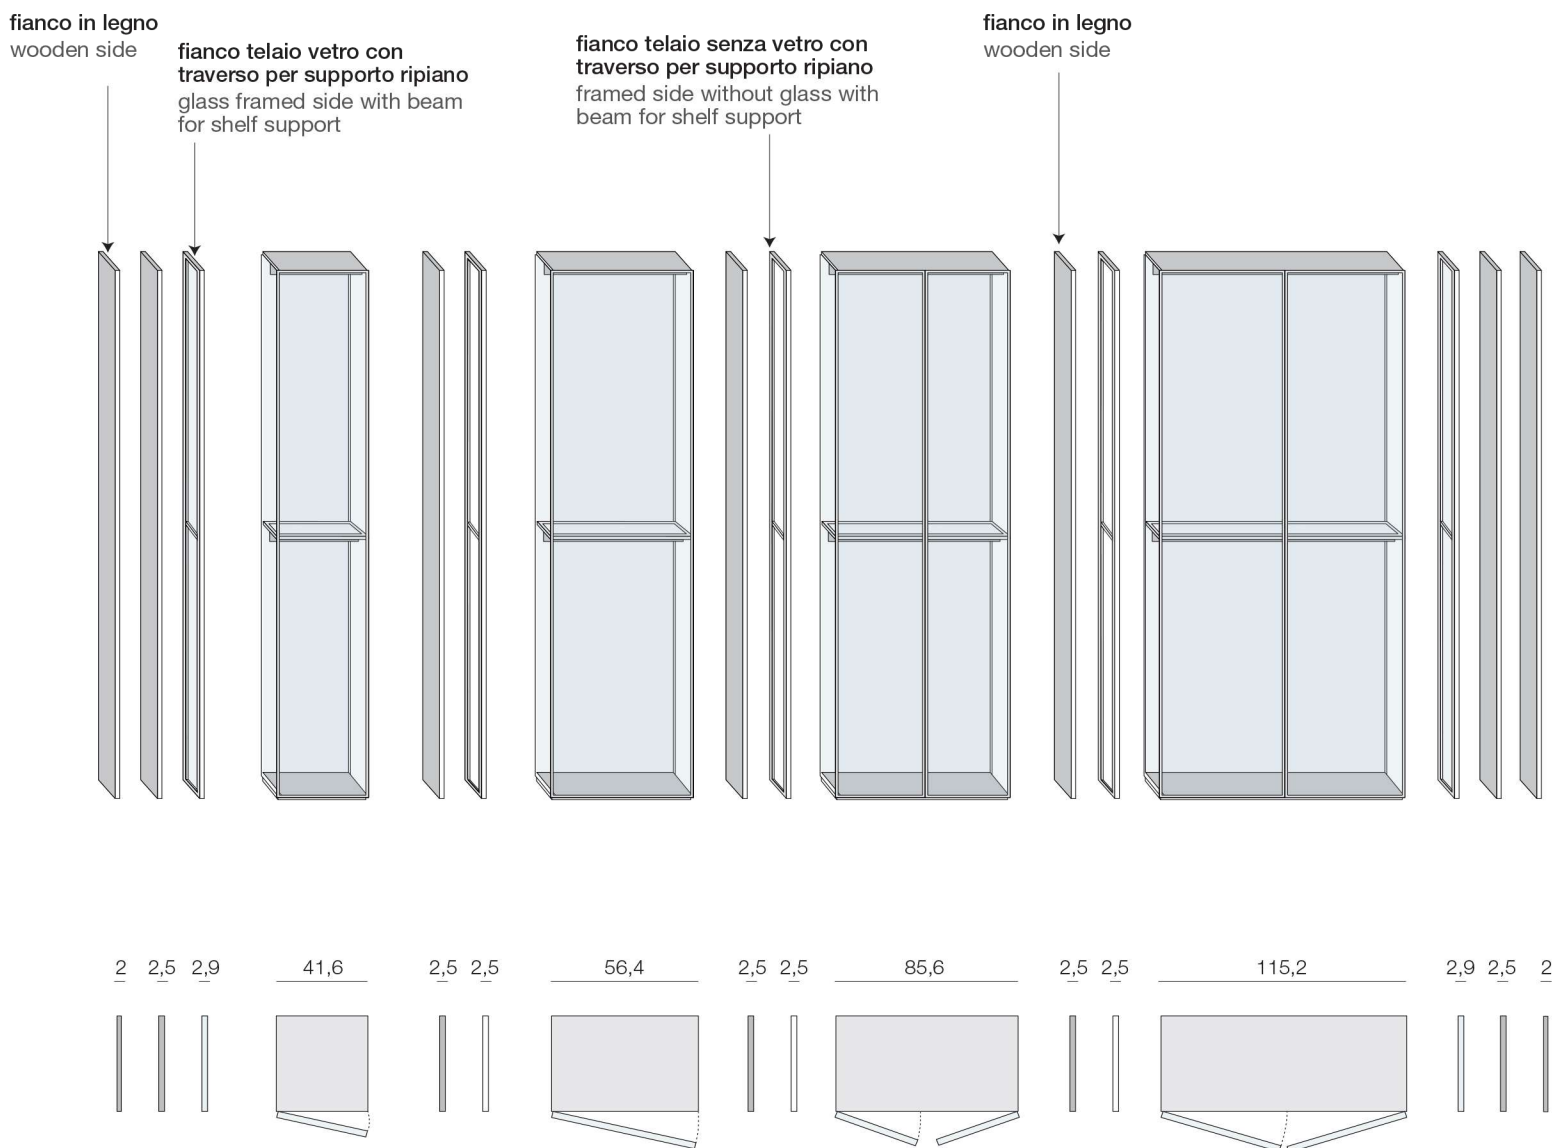 fianco in legno
wooden side
fianco telaio vetro con
traverso per supporto ripiano
glass framed side with beam
for shelf support
fianco telaio senza vetro con
traverso per supporto ripiano
framed side without glass with
beam for shelf support
fianco in legno
wooden side
2 2,5 2,9 41,6 2,5 2,5 56,4 2,5 2,5 85,6 2,5 2,5 115,2 2,9 2,5 2